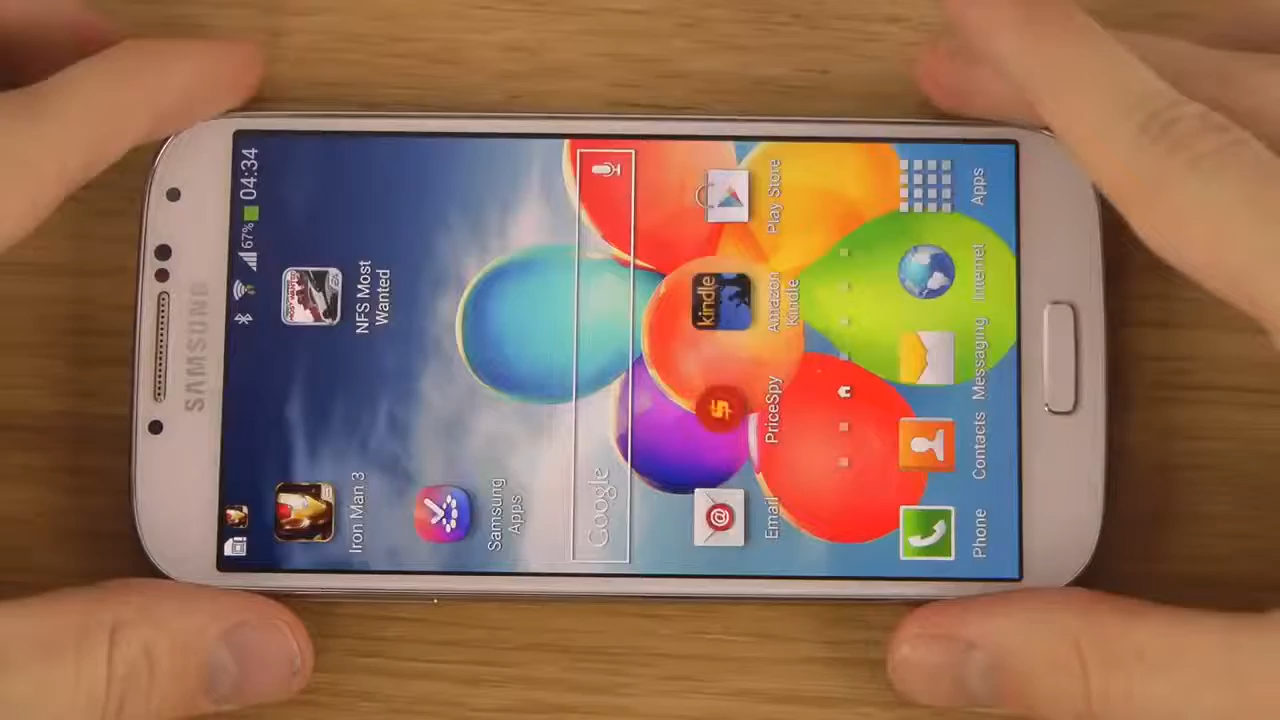 SAMSUNG
67% 04:34
Iron Man 3
NFS Most
Wanted
Samsung
Apps
Google
Email
PriceSpy
kindle
Amazon
Kindle
Play Store
Phone
Contacts
Messaging
Internet
Apps